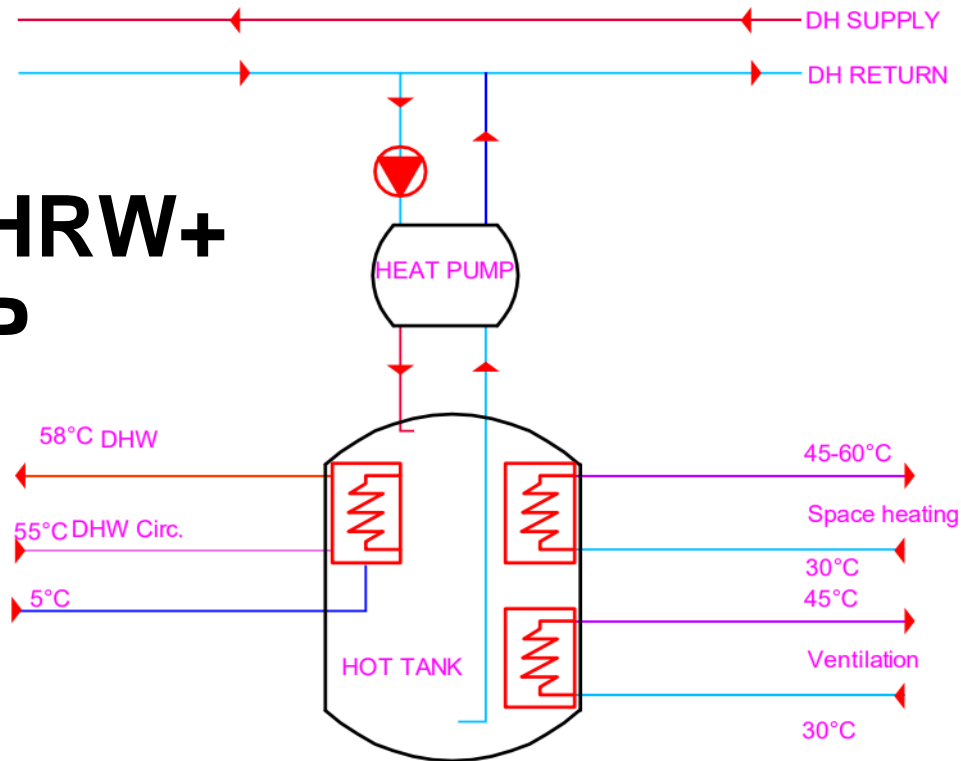 DH SUPPLY
DH RETURN
HRW+
P
HEAT PUMP
58°C DHW
55°C DHW Circ.
5°C
HOT TANK
45-60°C
Space heating
30°C
45°C
Ventilation
30°C